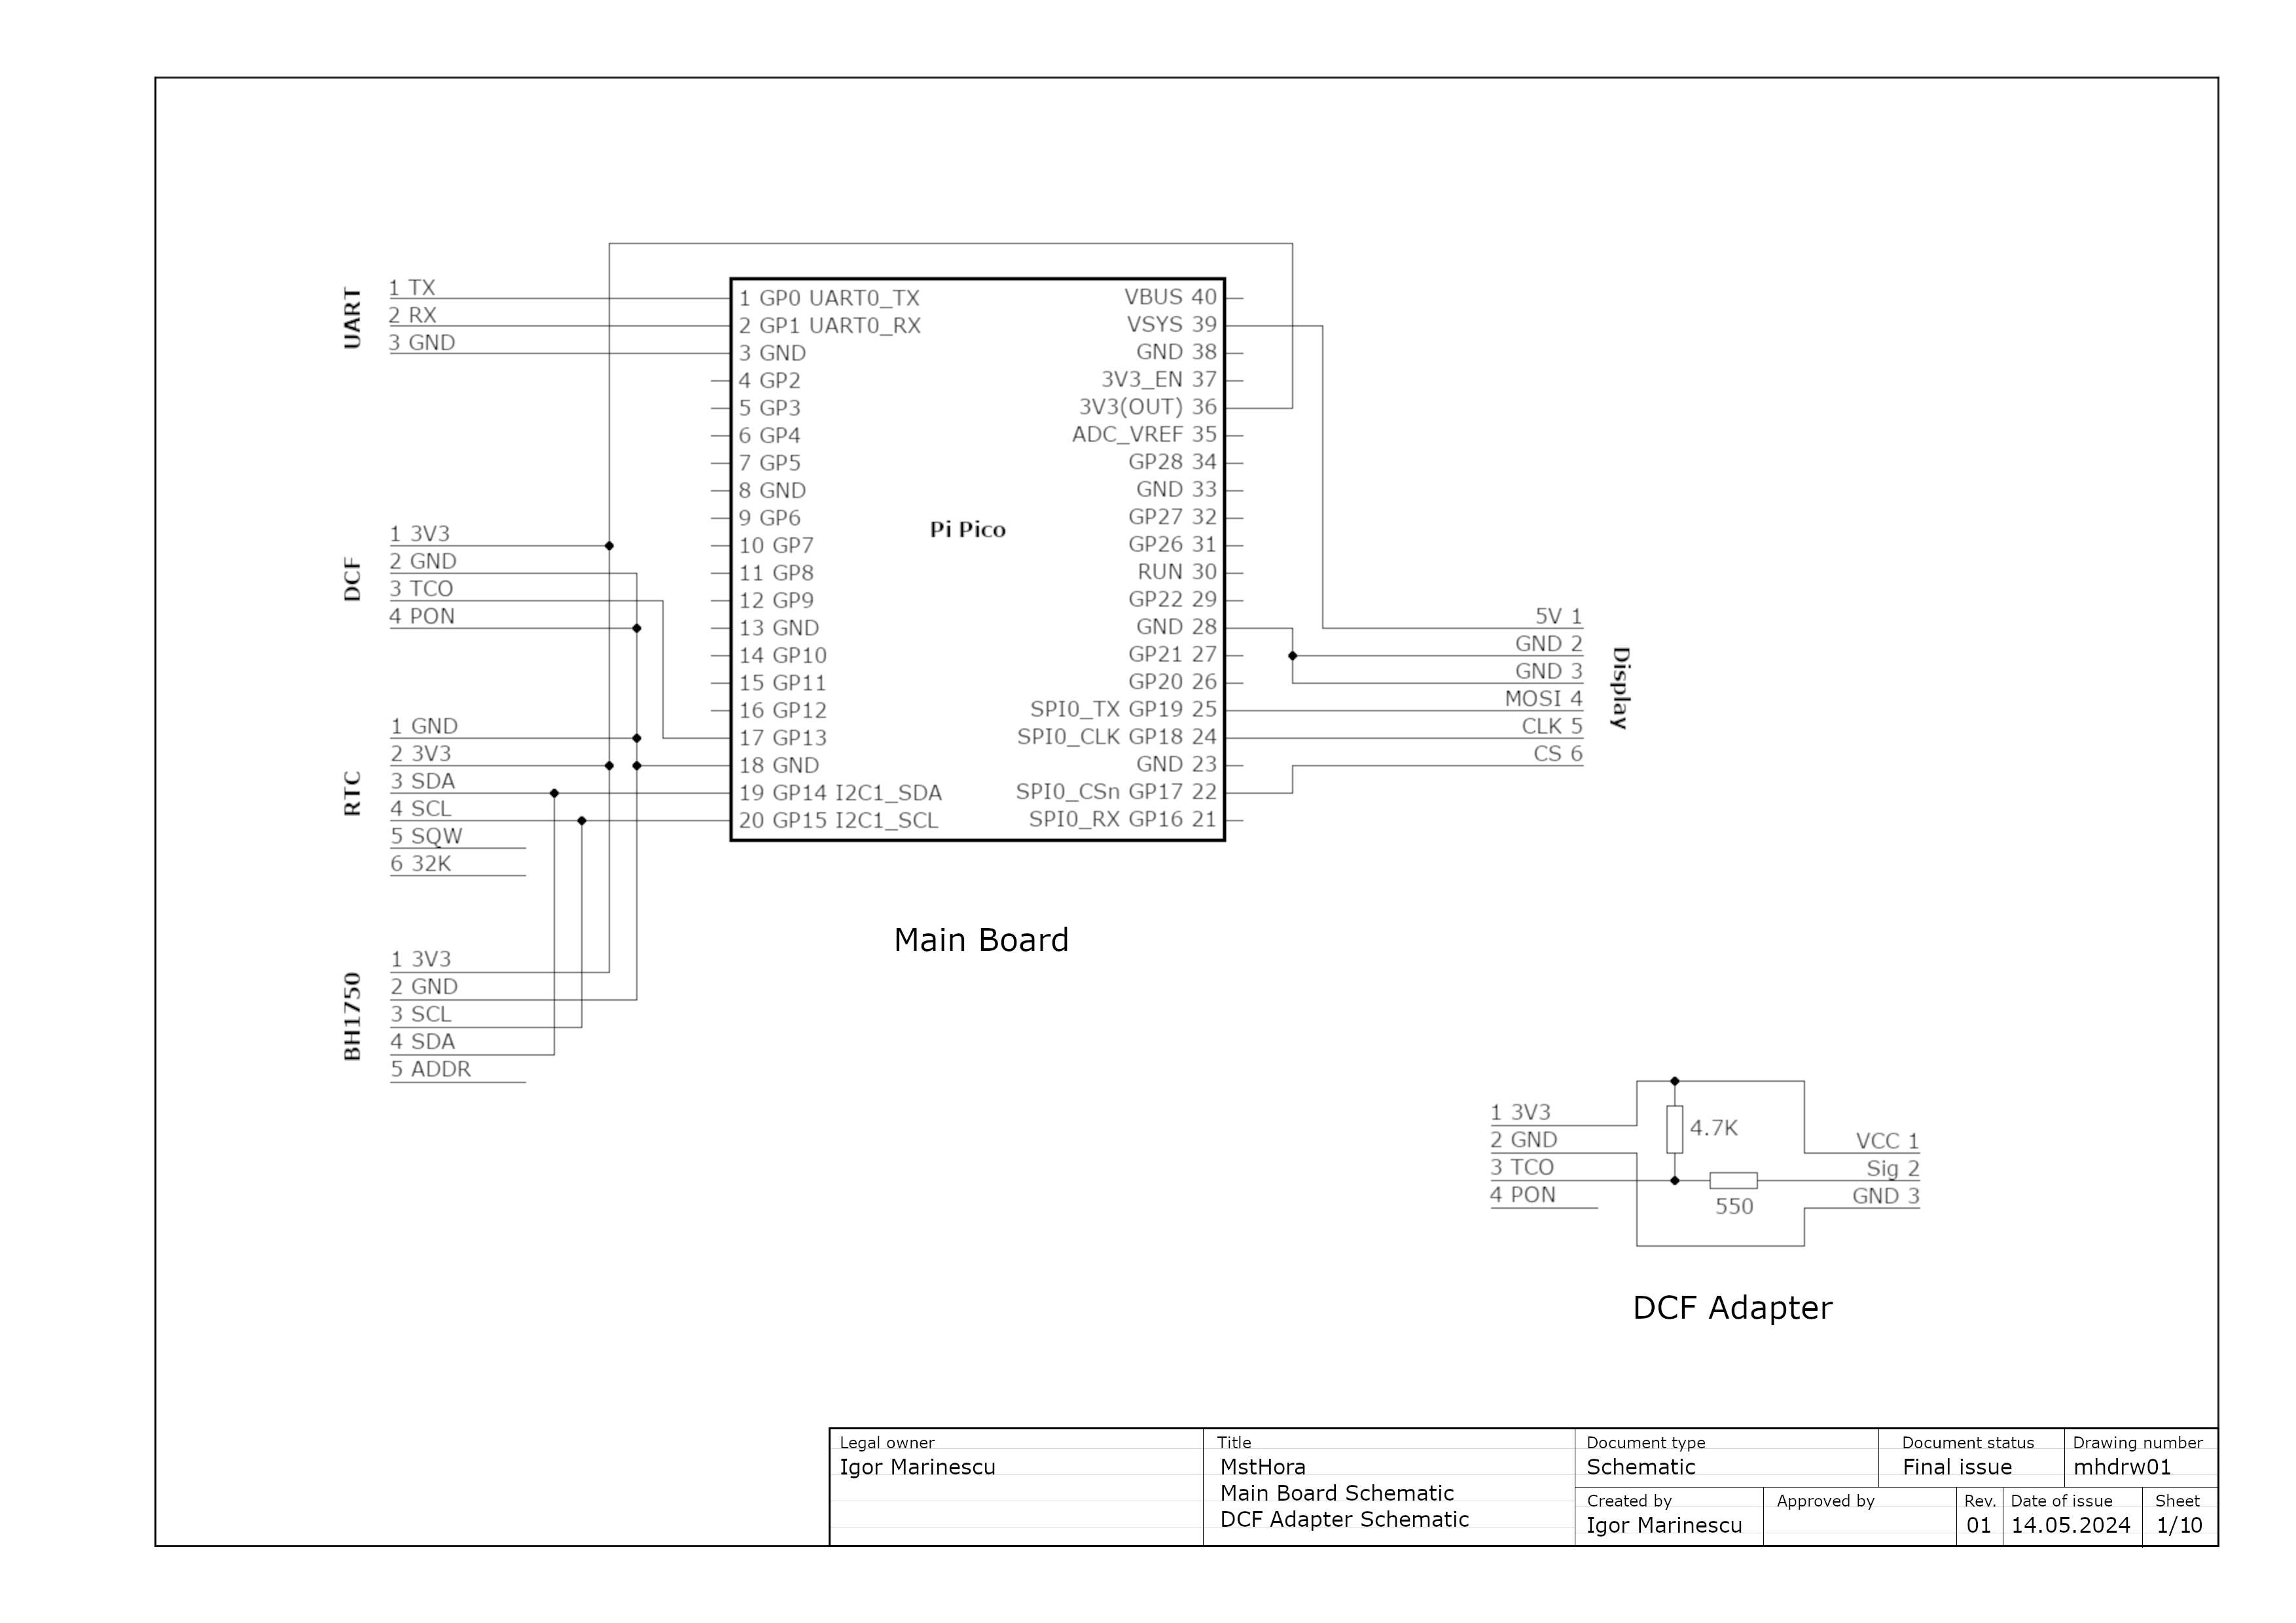 UART
1 TX
2 RX
3 GND
DCF
1 3V3
2 GND
3 TCO
4 PON
RTC
1 GND
2 3V3
3 SDA
4 SCL
5 SQW
6 32K
BH1750
1 3V3
2 GND
3 SCL
4 SDA
5 ADDR
1 GP0 UART0_TX
2 GP1 UART0_RX
3 GND
4 GP2
5 GP3
6 GP4
7 GP5
8 GND
9 GP6
10 GP7
11 GP8
12 GP9
13 GND
14 GP10
15 GP11
16 GP12
17 GP13
18 GND
19 GP14 I2C1_SDA
20 GP15 I2C1_SCL
Pi Pico
VBUS 40
VSYS 39
GND 38
3V3_EN 37
3V3(OUT) 36
ADC_VREF 35
GP28 34
GND 33
GP27 32
GP26 31
RUN 30
GP22 29
GND 28
GP21 27
GP20 26
SPI0_TX GP19 25
SPI0_CLK GP18 24
GND 23
SPI0_CSn GP17 22
SPI0_RX GP16 21
5V 1
GND 2
GND 3
MOSI 4
CLK 5
CS 6
Display
Main Board
1 3V3
2 GND
3 TCO
4 PON
4.7K
550
VCC 1
Sig 2
GND 3
DCF Adapter
Legal owner
Igor Marinescu
Title
MstHora
Main Board Schematic
DCF Adapter Schematic
Document type
Schematic
Document status
Final issue
Drawing number
mhdrw01
Created by
Igor Marinescu
Approved by
Rev.
01
Date of issue
14.05.2024
Sheet
1/10